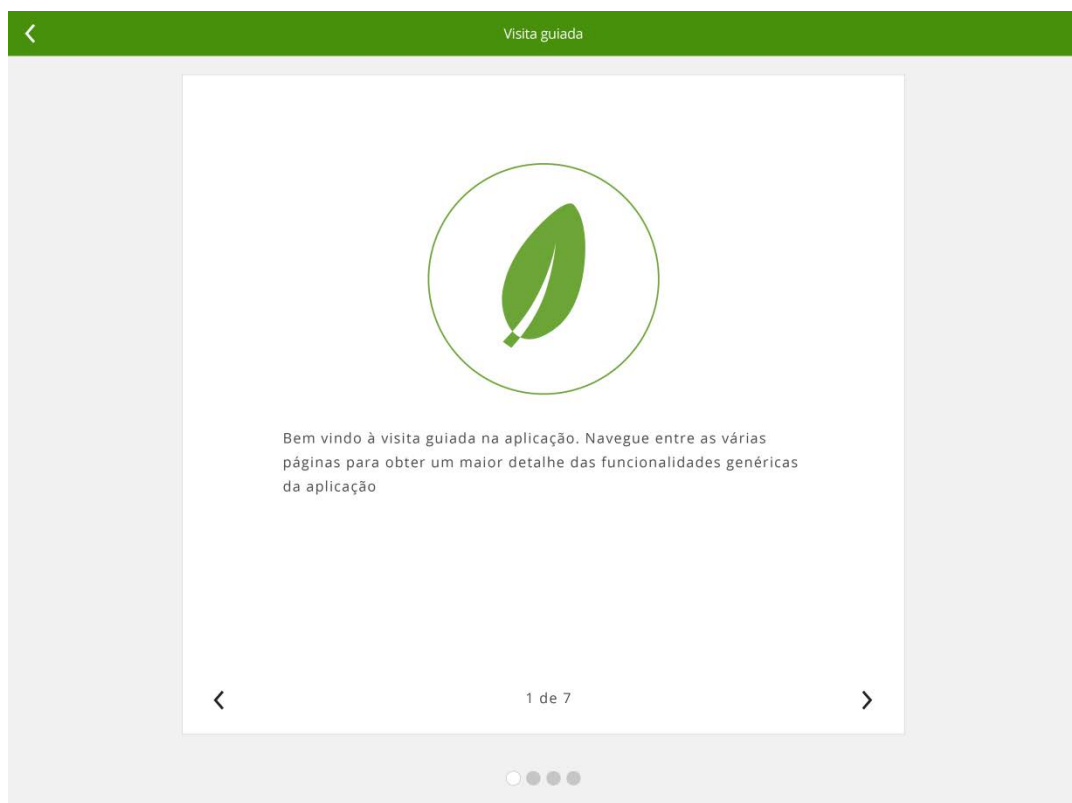 Visita guiada
Bem vindo à visita guiada na aplicação. Navegue entre as várias
páginas para obter um maior detalhe das funcionalidades genéricas
da aplicação
1 de 7